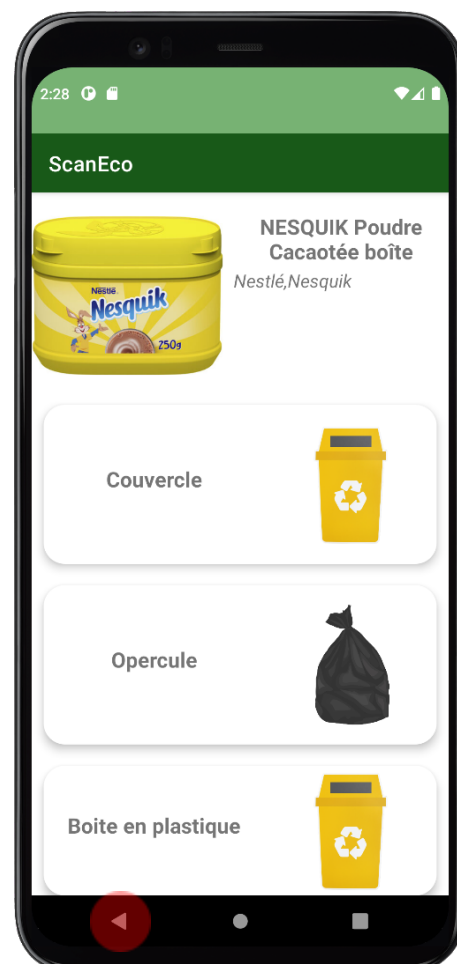 2:28
ScanEco
NESQUIK Poudre
Cacaotée boîte
Nestlé,Nesquik
Nestlé
Nesquik
250g
Couvercle
Opercule
Boite en plastique